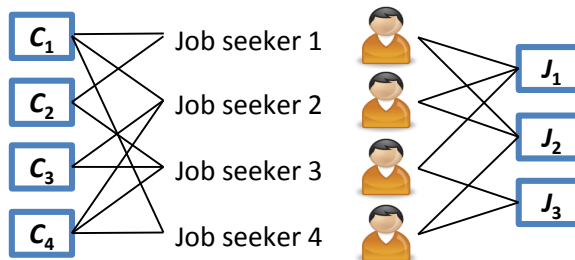 C1
Job seeker 1
J1
C2
Job seeker 2
J2
C3
Job seeker 3
J3
C4
Job seeker 4